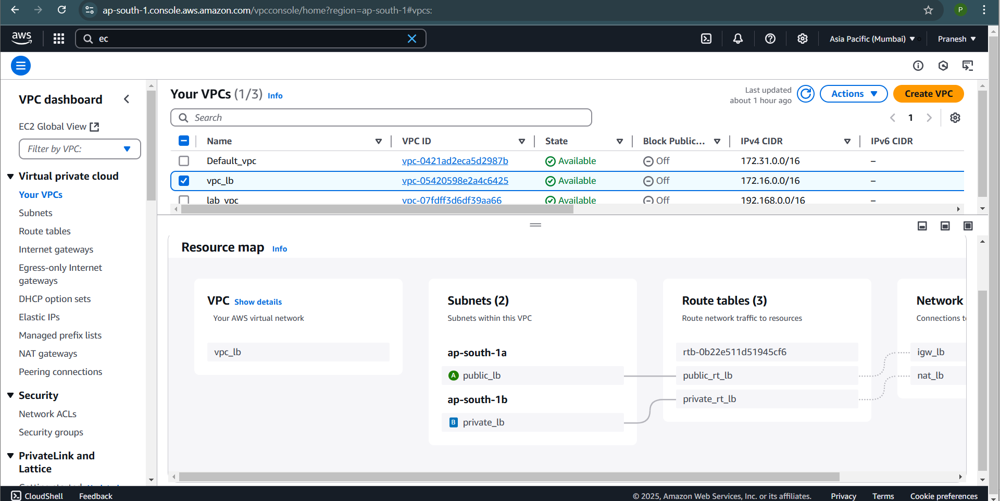 ap-south-1.console.aws.amazon.com/vpcconsole/home?region=ap-south-1#vpcs:
P
aws
ec
Asia Pacific (Mumbai)
Pranesh
VPC dashboard
EC2 Global View
Filter by VPC:
Virtual private cloud
Your VPCs
Subnets
Route tables
Internet gateways
Egress-only Internet
gateways
DHCP option sets
Elastic IPs
Managed prefix lists
NAT gateways
Peering connections
Security
Network ACLs
Security groups
PrivateLink and
Lattice
Your VPCs (1/3) Info
Last updated
about 1 hour ago
Actions
Create VPC
Search
1
Name VPC ID State Block Public... IPv4 CIDR IPv6 CIDR
Default_vpc vpc-0421ad2eca5d2987b Available Off 172.31.0.0/16 –
vpc_lb vpc-05420598e2a4c6425 Available Off 172.16.0.0/16 –
lab_vpc vpc-07fdff3d6df39aa66 Available Off 192.168.0.0/16 –
Resource map Info
VPC Show details
Your AWS virtual network
vpc_lb
Subnets (2)
Subnets within this VPC
ap-south-1a
A public_lb
ap-south-1b
B private_lb
Route tables (3)
Route network traffic to resources
rtb-0b22e511d51945cf6
public_rt_lb
private_rt_lb
Network
Connections
igw_lb
nat_lb
CloudShell Feedback
© 2025, Amazon Web Services, Inc. or its affiliates. Privacy Terms Cookie preferences